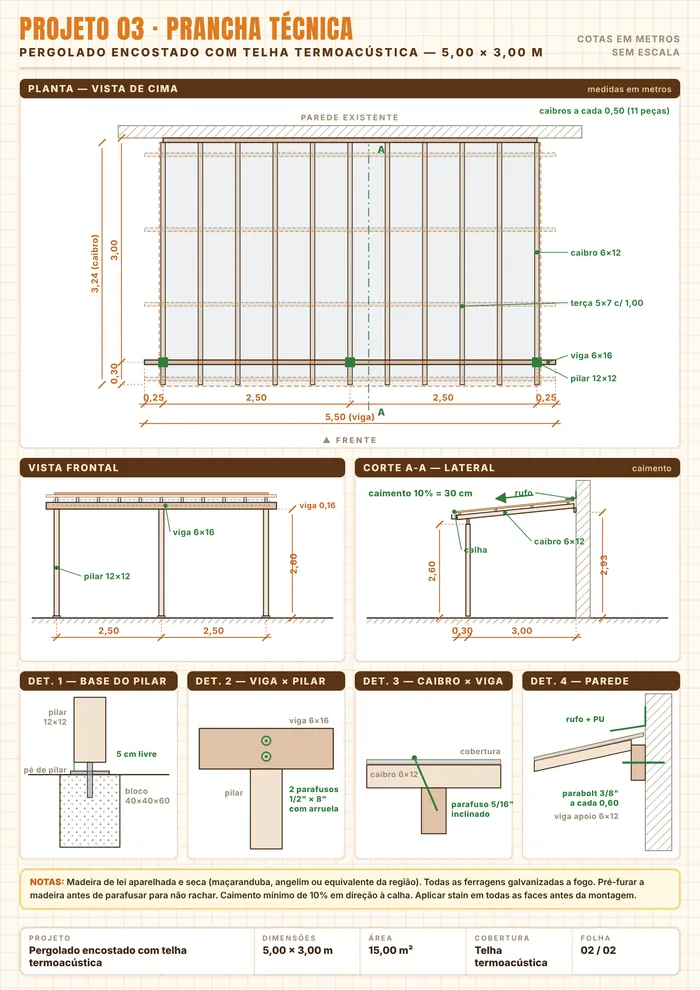 PROJETO 03 · PRANCHA TÉCNICA
PERGOLADO ENCOSTADO COM TELHA TERMOACÚSTICA — 5,00 × 3,00 M
COTAS EM METROS
SEM ESCALA
PLANTA — VISTA DE CIMA
medidas em metros
caibros a cada 0,50 (11 peças)
PAREDE EXISTENTE
A
3,24 (caibro)
3,00
caibro 6×12
terça 5×7 c/ 1,00
viga 6×16
0,30
pilar 12×12
0,25
2,50
2,50
0,25
5,50 (viga)
A
▲ FRENTE
VISTA FRONTAL
viga 0,16
viga 6×16
2,60
pilar 12×12
2,50
2,50
CORTE A-A — LATERAL
caimento
caimento 10% = 30 cm
rufo
calha
caibro 6×12
2,60
2,93
0,30
3,00
DET. 1 — BASE DO PILAR
pilar
12×12
5 cm livre
pé de pilar
bloco
40×40×60
DET. 2 — VIGA × PILAR
viga 6×16
pilar
2 parafusos
1/2" × 8"
com arruela
DET. 3 — CAIBRO × VIGA
cobertura
caibro 6×12
parafuso 5/16"
inclinado
DET. 4 — PAREDE
rufo + PU
parabolt 3/8"
a cada 0,60
viga apoio 6×12
NOTAS: Madeira de lei aparelhada e seca (maçaranduba, angelim ou equivalente da região). Todas as ferragens galvanizadas a fogo. Pré-furar a
madeira antes de parafusar para não rachar. Caimento mínimo de 10% em direção à calha. Aplicar stain em todas as faces antes da montagem.
PROJETO
Pergolado encostado com telha
termoacústica
DIMENSÕES
5,00 × 3,00 m
ÁREA
15,00 m²
COBERTURA
Telha
termoacústica
FOLHA
02 / 02